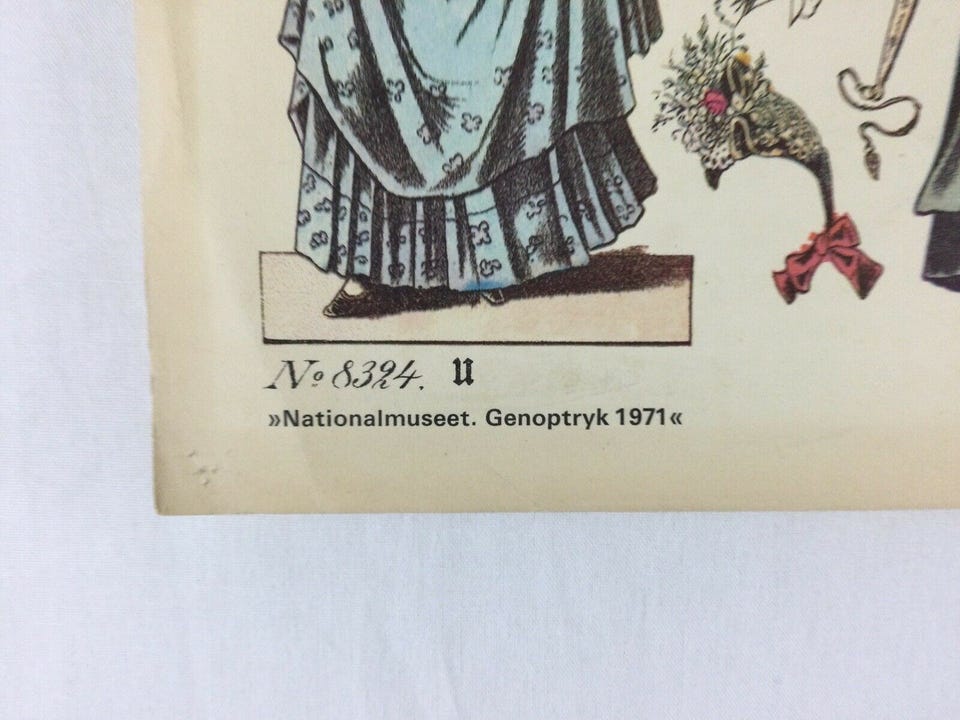 No 8324. U
»Nationalmuseet. Genoptryk 1971«